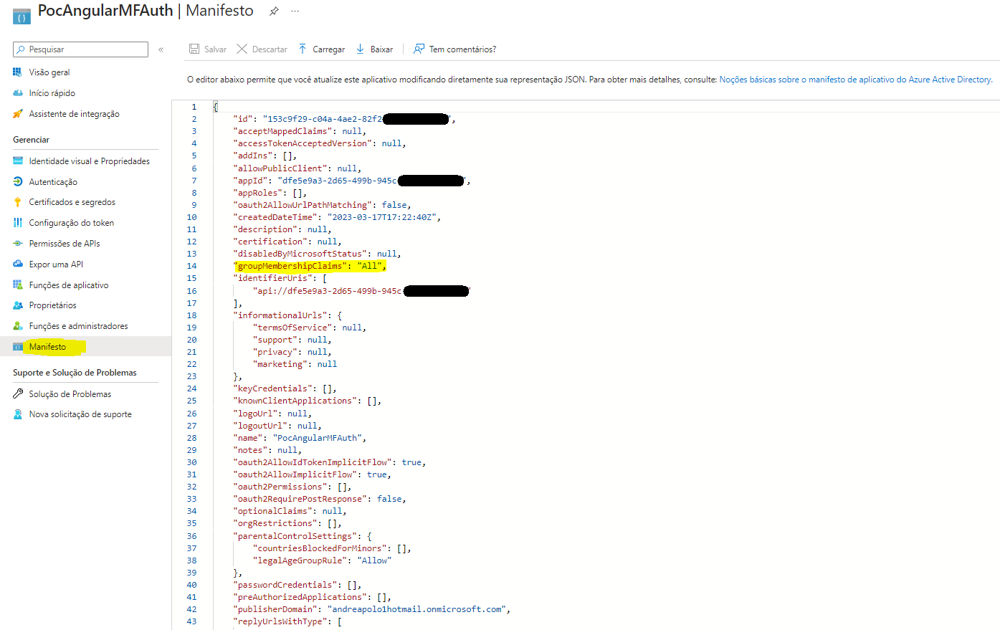 PocAngularMFAuth | Manifesto
Pesquisar
«
Visão geral
Início rápido
Assistente de integração
Gerenciar
Identidade visual e Propriedades
Autenticação
Certificados e segredos
Configuração do token
Permissões de APIs
Expor uma API
Funções de aplicativo
Proprietários
Funções e administradores
Manifesto
Suporte e Solução de Problemas
Solução de Problemas
Nova solicitação de suporte
Salvar Descartar Carregar Baixar Tem comentários?
O editor abaixo permite que você atualize este aplicativo modificando diretamente sua representação JSON. Para obter mais detalhes, consulte: Noções básicas sobre o manifesto de aplicativo do Azure Active Directory.
1 {
2 "id": "153c9f29-c04a-4ae2-82f2 ",
3 "acceptMappedClaims": null,
4 "accessTokenAcceptedVersion": null,
5 "addIns": [],
6 "allowPublicClient": null,
7 "appId": "dfe5e9a3-2d65-499b-945c ",
8 "appRoles": [],
9 "oauth2AllowUrlPathMatching": false,
10 "createdDateTime": "2023-03-17T17:22:40Z",
11 "description": null,
12 "certification": null,
13 "disabledByMicrosoftStatus": null,
14 "groupMembershipClaims": "All",
15 "identifierUris": [
16 "api://dfe5e9a3-2d65-499b-945c "
17 ],
18 "informationalUrls": {
19 "termsOfService": null,
20 "support": null,
21 "privacy": null,
22 "marketing": null
23 },
24 "keyCredentials": [],
25 "knownClientApplications": [],
26 "logoUrl": null,
27 "logoutUrl": null,
28 "name": "PocAngularMFAuth",
29 "notes": null,
30 "oauth2AllowIdTokenImplicitFlow": true,
31 "oauth2AllowImplicitFlow": true,
32 "oauth2Permissions": [],
33 "oauth2RequirePostResponse": false,
34 "optionalClaims": null,
35 "orgRestrictions": [],
36 "parentalControlSettings": {
37 "countriesBlockedForMinors": [],
38 "legalAgeGroupRule": "Allow"
39 },
40 "passwordCredentials": [],
41 "preAuthorizedApplications": [],
42 "publisherDomain": "andreapolo1hotmail.onmicrosoft.com",
43 "replyUrlsWithType": [